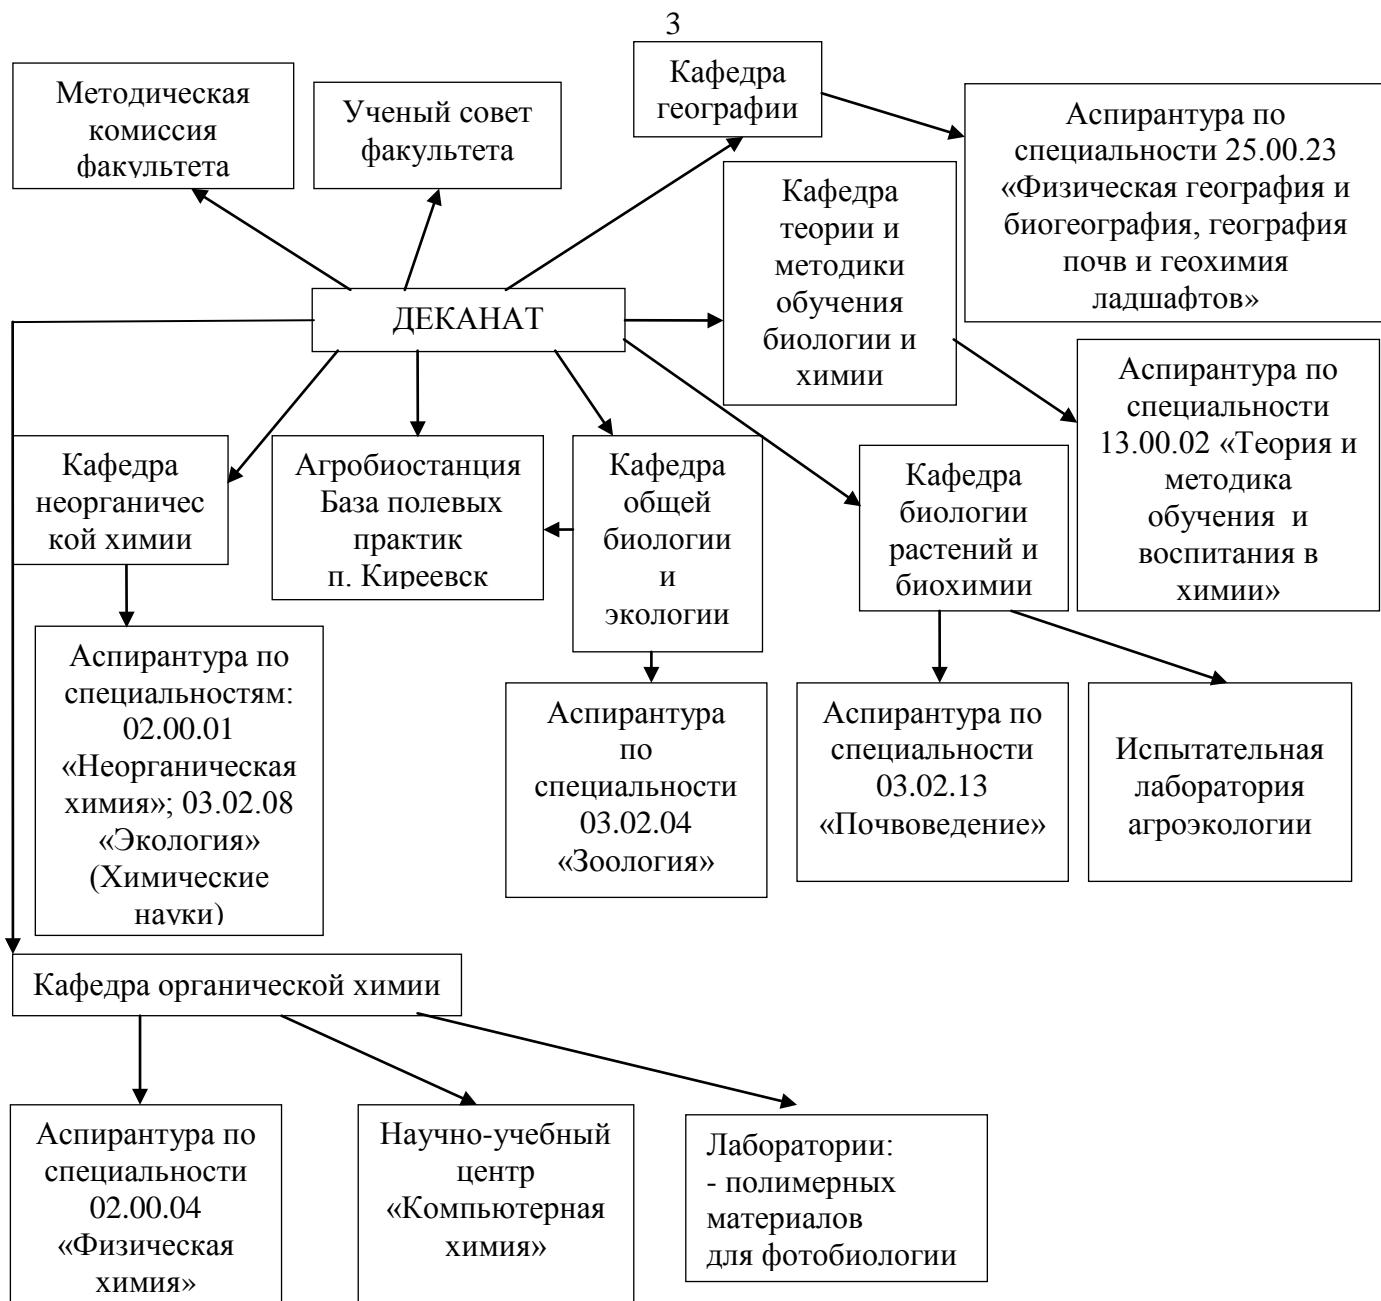 3
Методическая
комиссия
факультета
Ученый совет
факультета
Кафедра
географии
Аспирантура по
специальности 25.00.23
«Физическая география и
биогеография, география
почв и геохимия
ладшафтов»
Кафедра
теории и
методики
обучения
биологии и
химии
ДЕКАНАТ
Аспирантура по
специальности
13.00.02 «Теория и
методика
обучения и
воспитания в
химии»
Кафедра
неорганичес
кой химии
Агробиостанция
База полевых
практик
п. Киреевск
Кафедра
общей
биологии
и
экологии
Кафедра
биологии
растений и
биохимии
Аспирантура по
специальностям:
02.00.01
«Неорганическая
химия»; 03.02.08
«Экология»
(Химические
науки)
Аспирантура
по
специальности
03.02.04
«Зоология»
Аспирантура по
специальности
03.02.13
«Почвоведение»
Испытательная
лаборатория
агроэкологии
Кафедра органической химии
Аспирантура по
специальности
02.00.04
«Физическая
химия»
Научно-учебный
центр
«Компьютерная
химия»
Лаборатории:
- полимерных
материалов
для фотобиологии